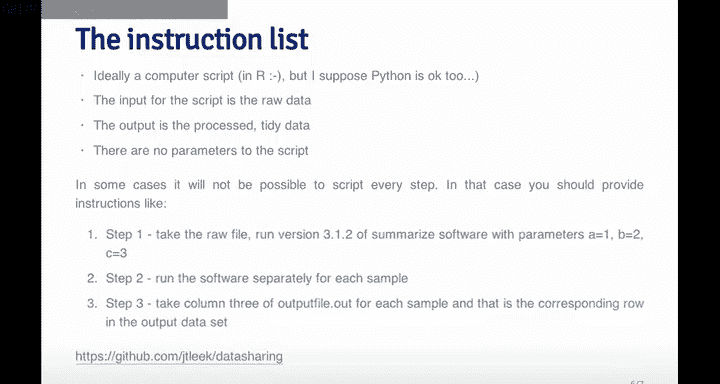 The instruction list
· Ideally a computer script (in R :-), but I suppose Python is ok too...)
· The input for the script is the raw data
· The output is the processed, tidy data
· There are no parameters to the script
In some cases it will not be possible to script every step. In that case you should provide
instructions like:
1. Step 1 - take the raw file, run version 3.1.2 of summarize software with parameters a=1, b=2,
c=3
2. Step 2 - run the software separately for each sample
3. Step 3 - take column three of outputfile.out for each sample and that is the corresponding row
in the output data set
https://github.com/jtleek/datasharing